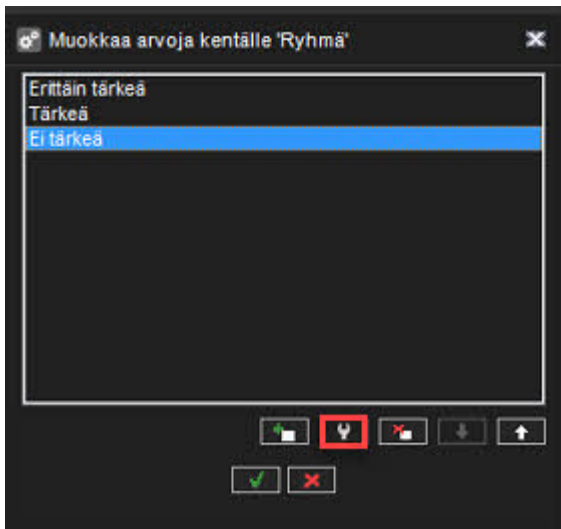 Muokkaa arvoja kentälle 'Ryhmä'
Erittäin tärkeä
Tärkeä
Ei tärkeä